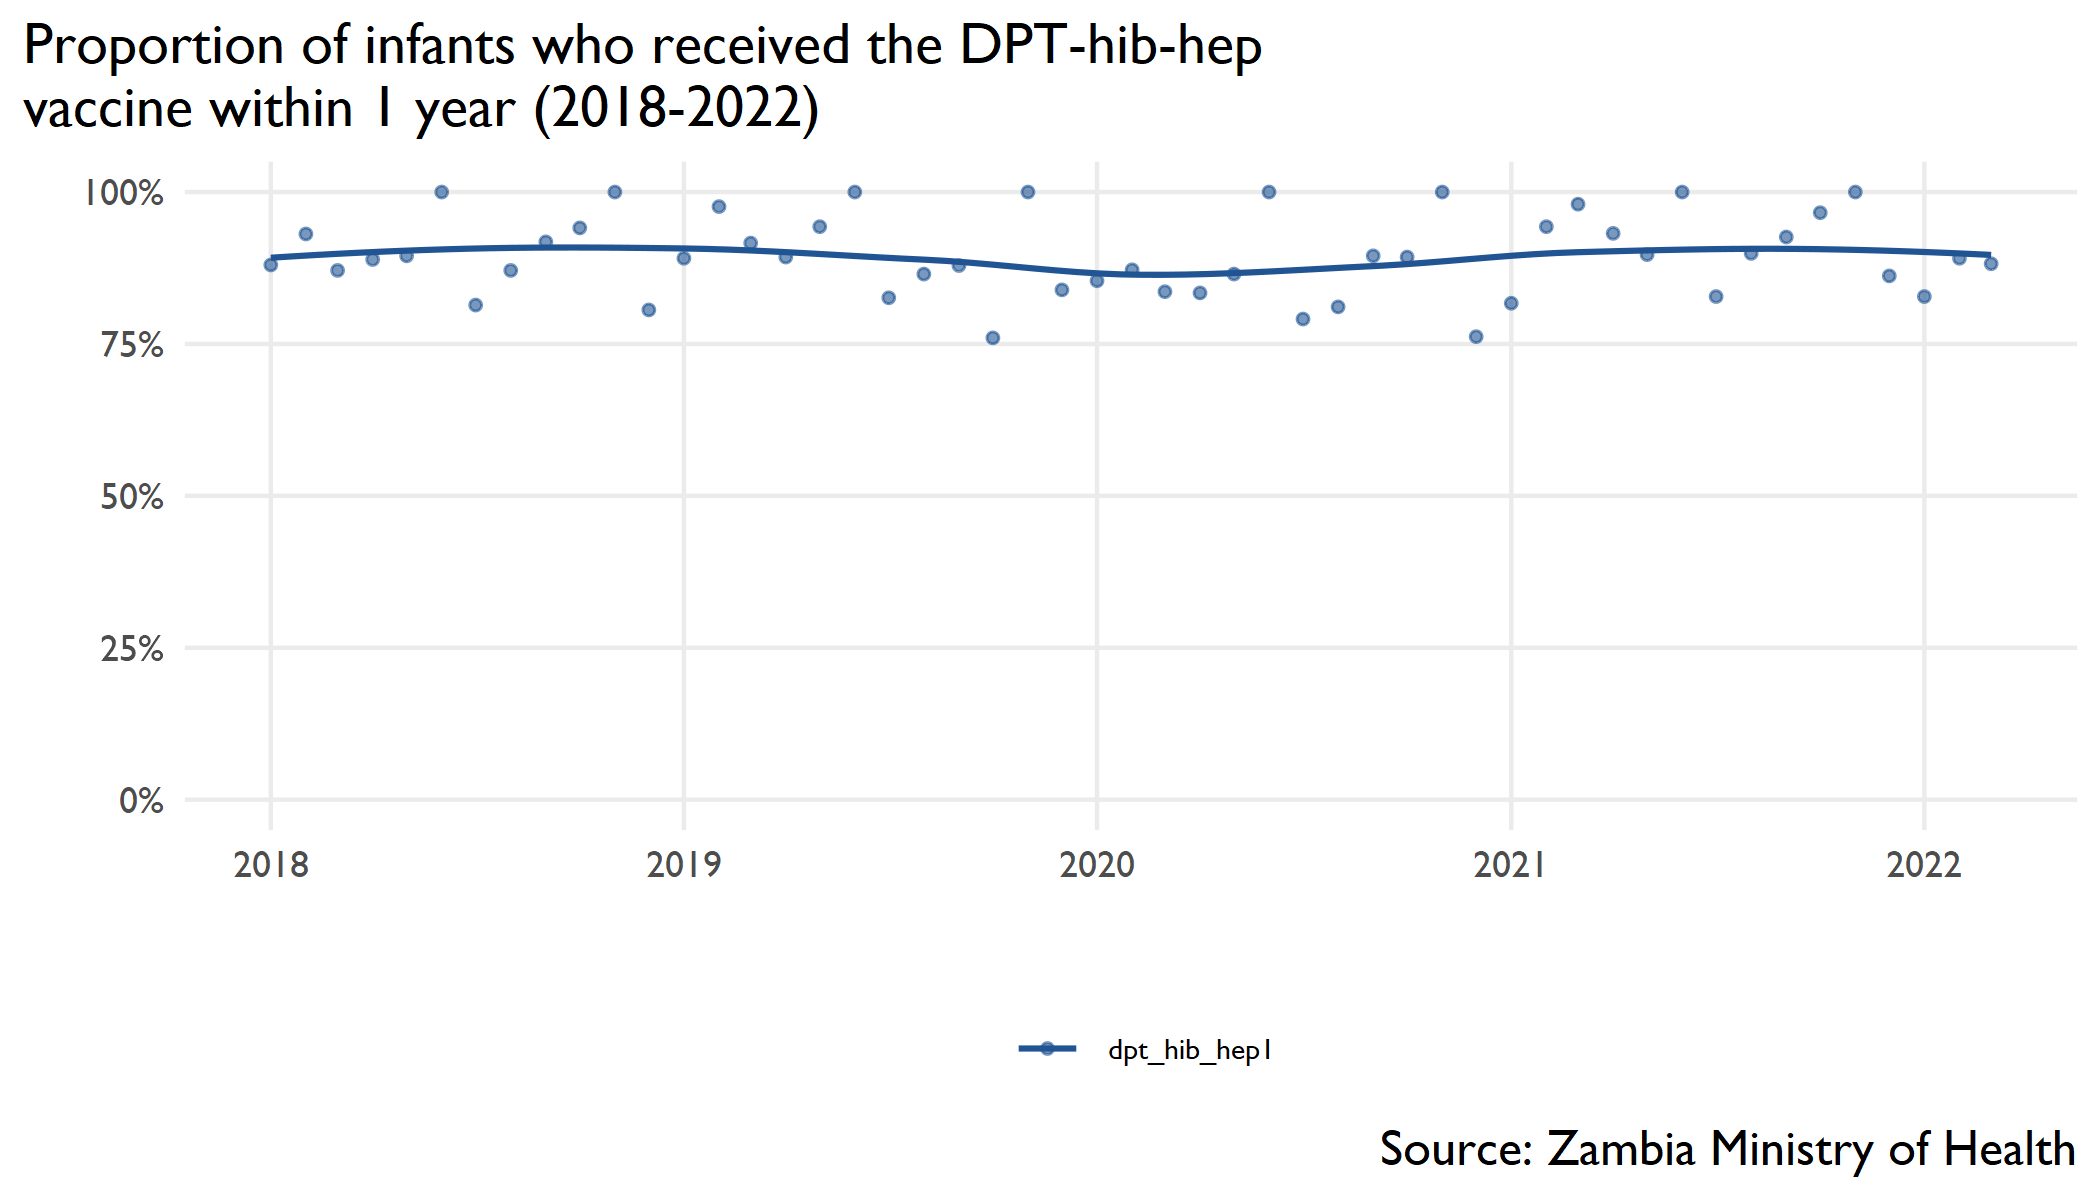 Proportion of infants who received the DPT-hib-hep
vaccine within 1 year (2018-2022)
100%
75%
50%
25%
0%
2018 2019 2020 2021 2022
dpt_hib_hep1
Source: Zambia Ministry of Health